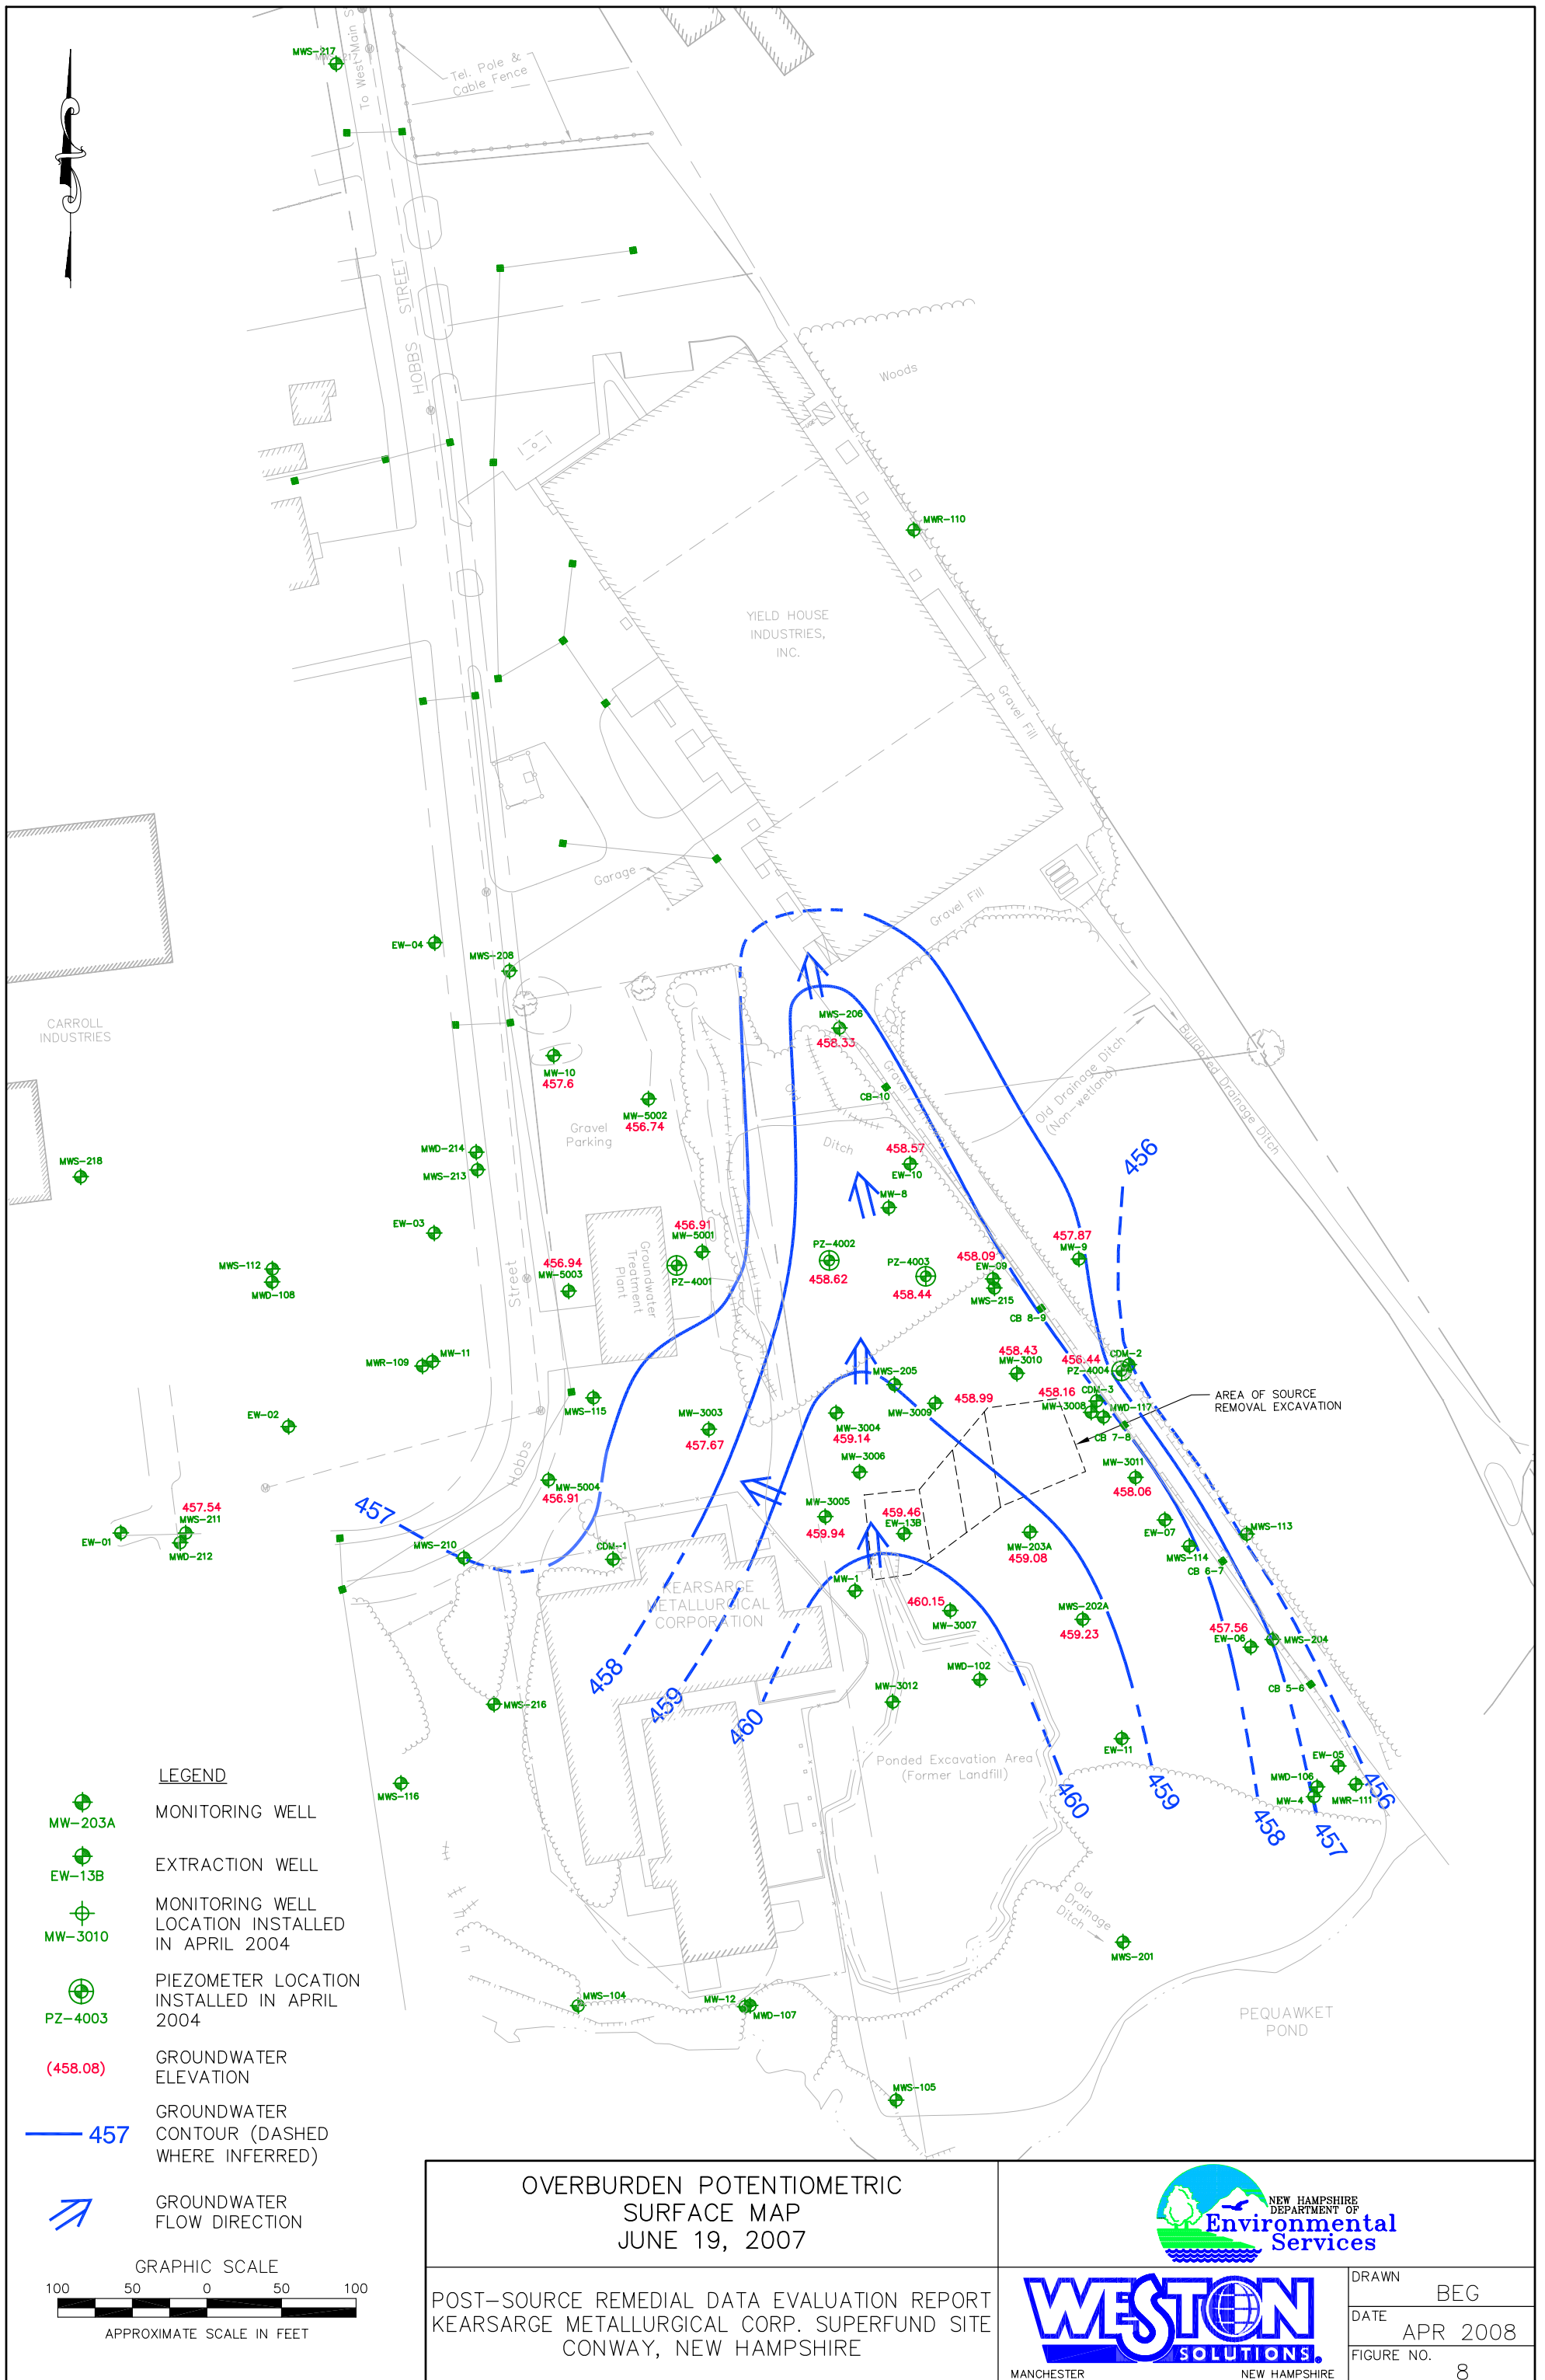 MWS-217
To West Main S
Tel. Pole &
Cable Fence
HOBBS STREET
Woods
MWR-110
YIELD HOUSE
INDUSTRIES,
INC.
Gravel Fill
Garage
Gravel Fill
EW-04
MWS-208
CARROLL
INDUSTRIES
MWS-206
458.33
MW-10
457.6
MW-5002
456.74
CB-10
Old Drainage Ditch
(Non-wetland)
Bulldozed Drainage Ditch
Gravel
Parking
Old
Ditch
MWD-214
MWS-213
MWS-218
458.57
EW-10
456
MW-8
EW-03
456.91
MW-5001
PZ-4001
Groundwater
Treatment
Plant
PZ-4002
458.62
PZ-4003
458.44
458.09
EW-09
MWS-215
457.87
MW-9
MWS-112
MWD-108
456.94
MW-5003
Street
CB 8-9
MWR-109
MW-11
458.43
MW-3010
456.44
CDM-2
PZ-4004
MWS-205
458.99
MW-3009
458.16
CDM-3
MW-3008
MWD-117
AREA OF SOURCE
REMOVAL EXCAVATION
MWS-115
EW-02
MW-3003
457.67
MW-3004
459.14
CB 7-8
Hobbs
MW-3006
MW-3011
458.06
MW-5004
456.91
457
457.54
MWS-211
EW-01
MWD-212
MW-3005
459.94
459.46
EW-13B
MW-203A
459.08
EW-07
MWS-113
MWS-114
CB 6-7
MWS-210
CDM-1
KEARSARGE
METALLURGICAL
CORPORATION
MW-1
460.15
MW-3007
MWS-202A
459.23
457.56
EW-06
MWS-204
458
459
460
MWD-102
MW-3012
CB 5-6
MWS-216
EW-11
Ponded Excavation Area
(Former Landfill)
EW-05
MWD-106
MW-4
MWR-111
MWS-116
460
459
458
457
456
Old
Drainage
Ditch
MWS-201
MWS-104
MW-12
MWD-107
PEQUAWKET
POND
MWS-105
LEGEND
MW-203A
MONITORING WELL
EW-13B
EXTRACTION WELL
MW-3010
MONITORING WELL
LOCATION INSTALLED
IN APRIL 2004
PZ-4003
PIEZOMETER LOCATION
INSTALLED IN APRIL
2004
(458.08)
GROUNDWATER
ELEVATION
457
GROUNDWATER
CONTOUR (DASHED
WHERE INFERRED)
GROUNDWATER
FLOW DIRECTION
GRAPHIC SCALE
100 50 0 50 100
APPROXIMATE SCALE IN FEET
OVERBURDEN POTENTIOMETRIC
SURFACE MAP
JUNE 19, 2007
POST-SOURCE REMEDIAL DATA EVALUATION REPORT
KEARSARGE METALLURGICAL CORP. SUPERFUND SITE
CONWAY, NEW HAMPSHIRE
NEW HAMPSHIRE
DEPARTMENT OF
Environmental
Services
WESTON
SOLUTIONS
MANCHESTER NEW HAMPSHIRE
DRAWN
BEG
DATE
APR 2008
FIGURE NO.
8